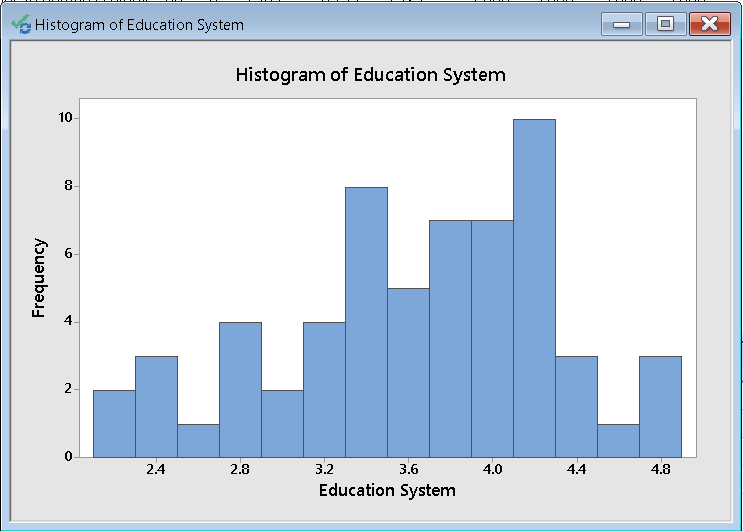 Histogram of Education System
Histogram of Education System
10
8
6
4
2
0
Frequency
2.4 2.8 3.2 3.6 4.0 4.4 4.8
Education System